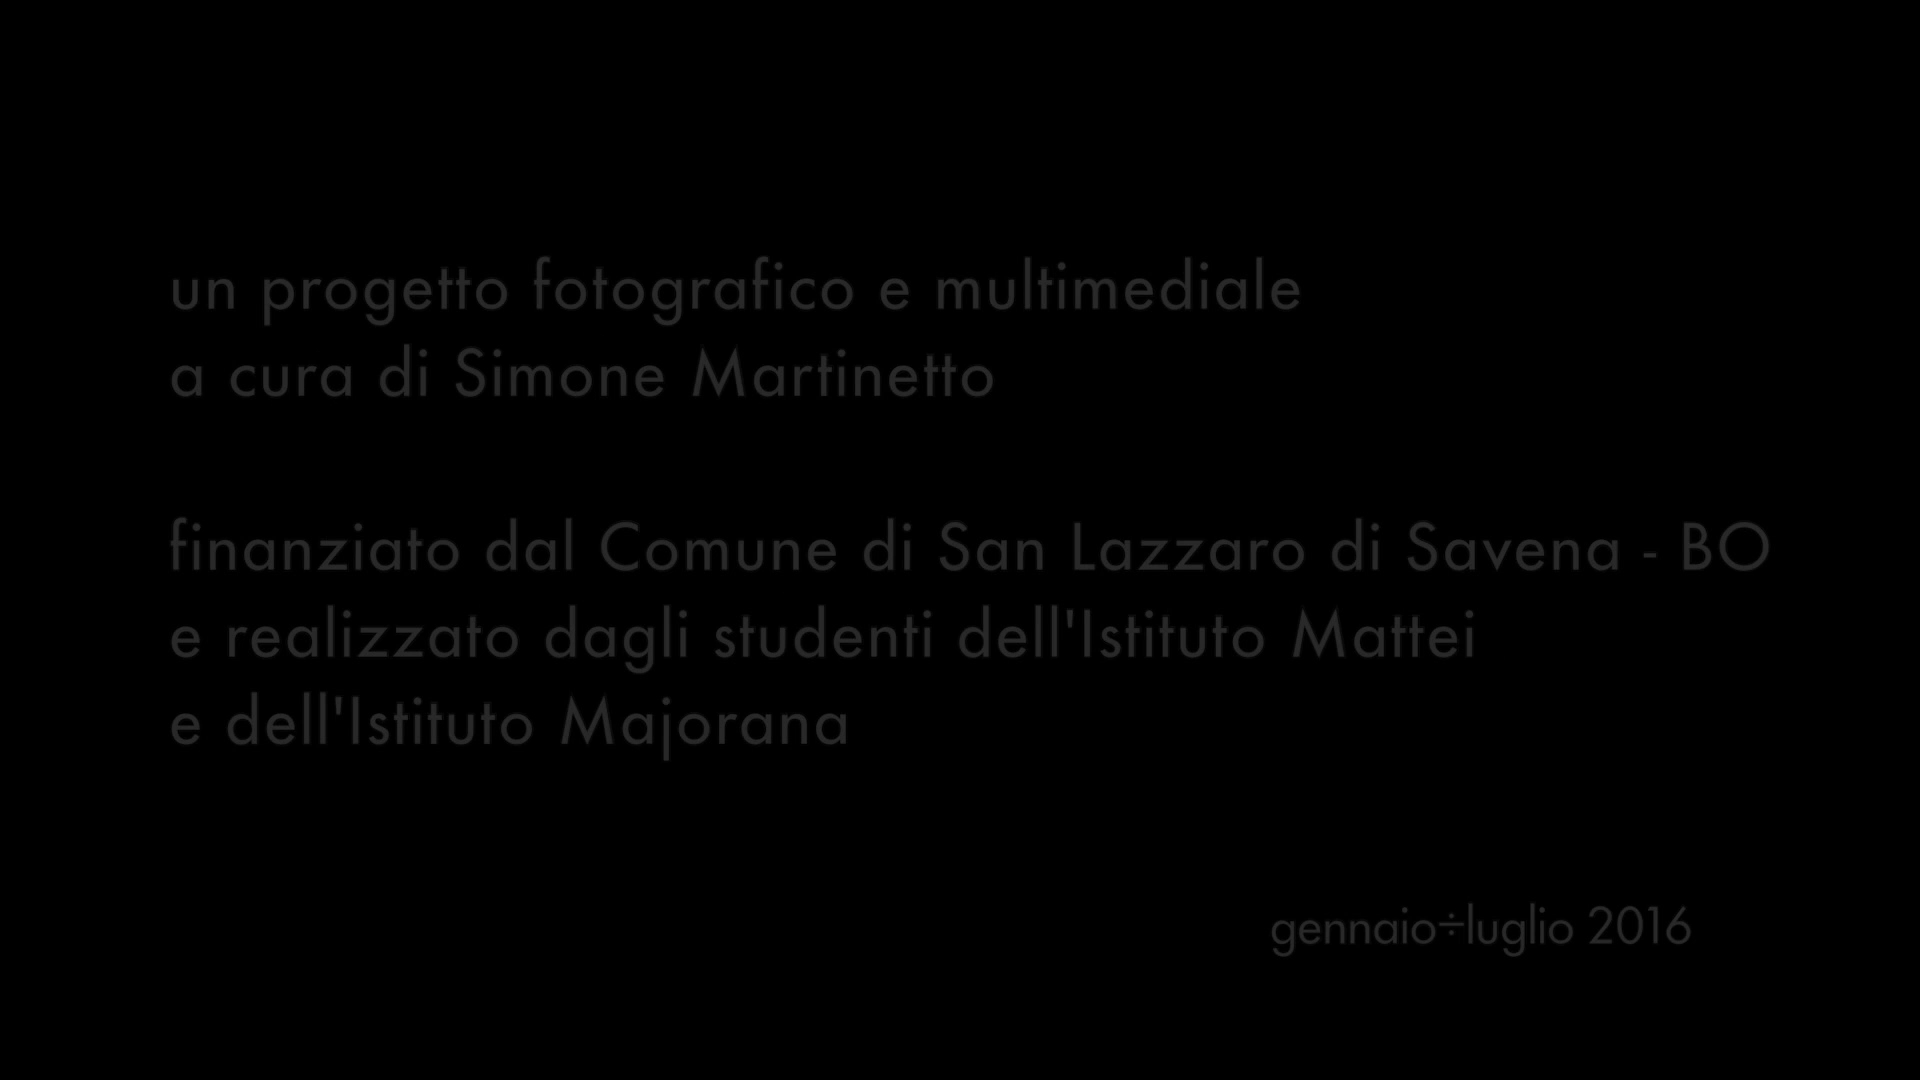 un progetto fotografico e multimediale
a cura di Simone Martinetto
finanziato dal Comune di San Lazzaro di Savena - BO
e realizzato dagli studenti dell'Istituto Mattei
e dell'Istituto Majorana
gennaio÷luglio 2016